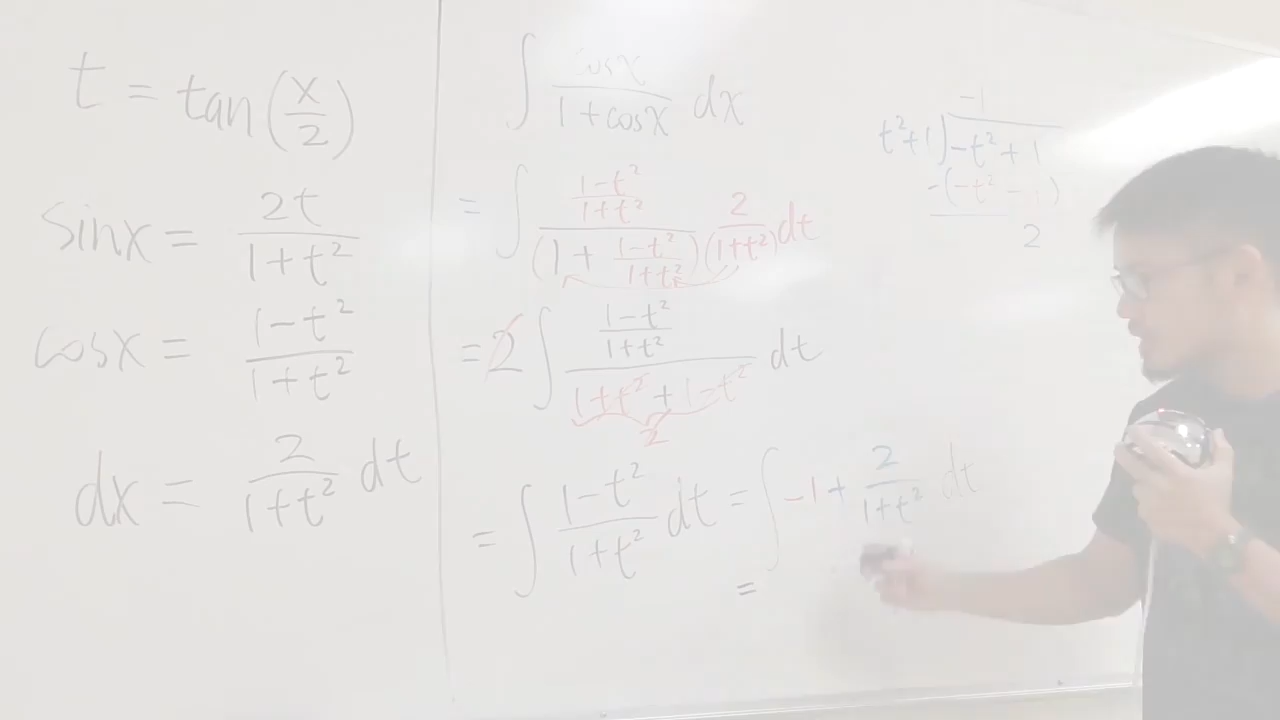 t = tan(x/2)
sinx = 2t/(1+t²)
cosx = (1-t²)/(1+t²)
dx = 2/(1+t²) dt
∫ cosx/(1+cosx) dx
= ∫ ((1-t²)/(1+t²))/((1 + (1-t²)/(1+t²))) (2/(1+t²)) dt
= 2 ∫ ((1-t²)/(1+t²))/(1+t²+1-t²) dt
2
= ∫ (1-t²)/(1+t²) dt = ∫ -1 + 2/(1+t²) dt
=
-1
t²+1 ) -t²+1
-(-t²-1)
2